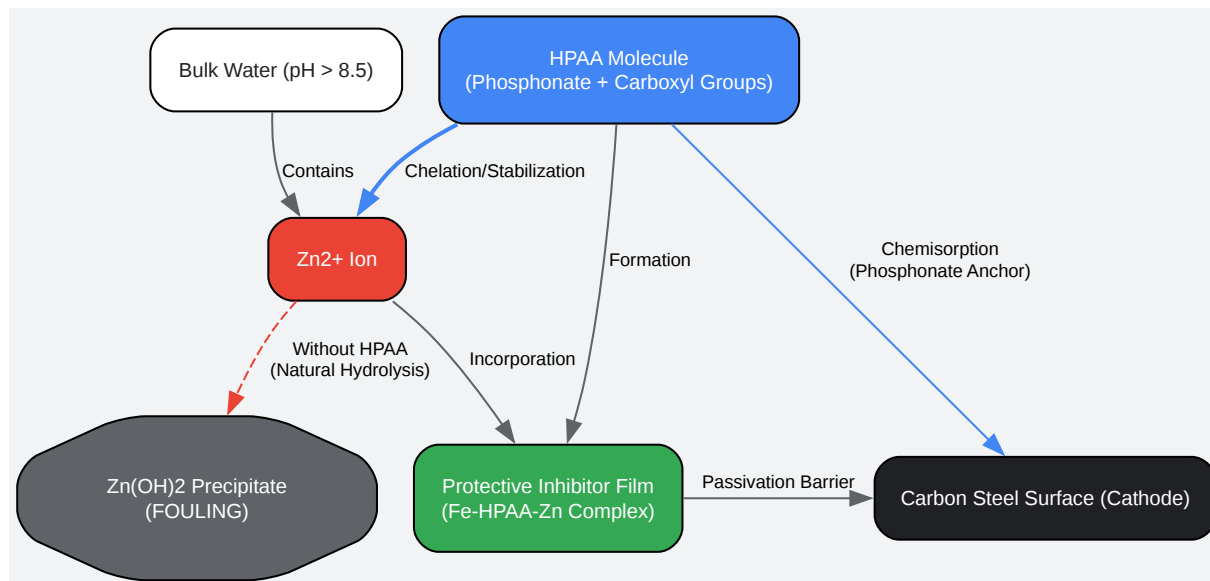 Bulk Water (pH > 8.5)
HPAA Molecule
(Phosphonate + Carboxyl Groups)
Contains
Chelation/Stabilization
Zn2+ Ion
Formation
Chemisorption
(Phosphonate Anchor)
Without HPAA
(Natural Hydrolysis)
Incorporation
Zn(OH)2 Precipitate
(FOULING)
Protective Inhibitor Film
(Fe-HPAA-Zn Complex)
Passivation Barrier
Carbon Steel Surface (Cathode)